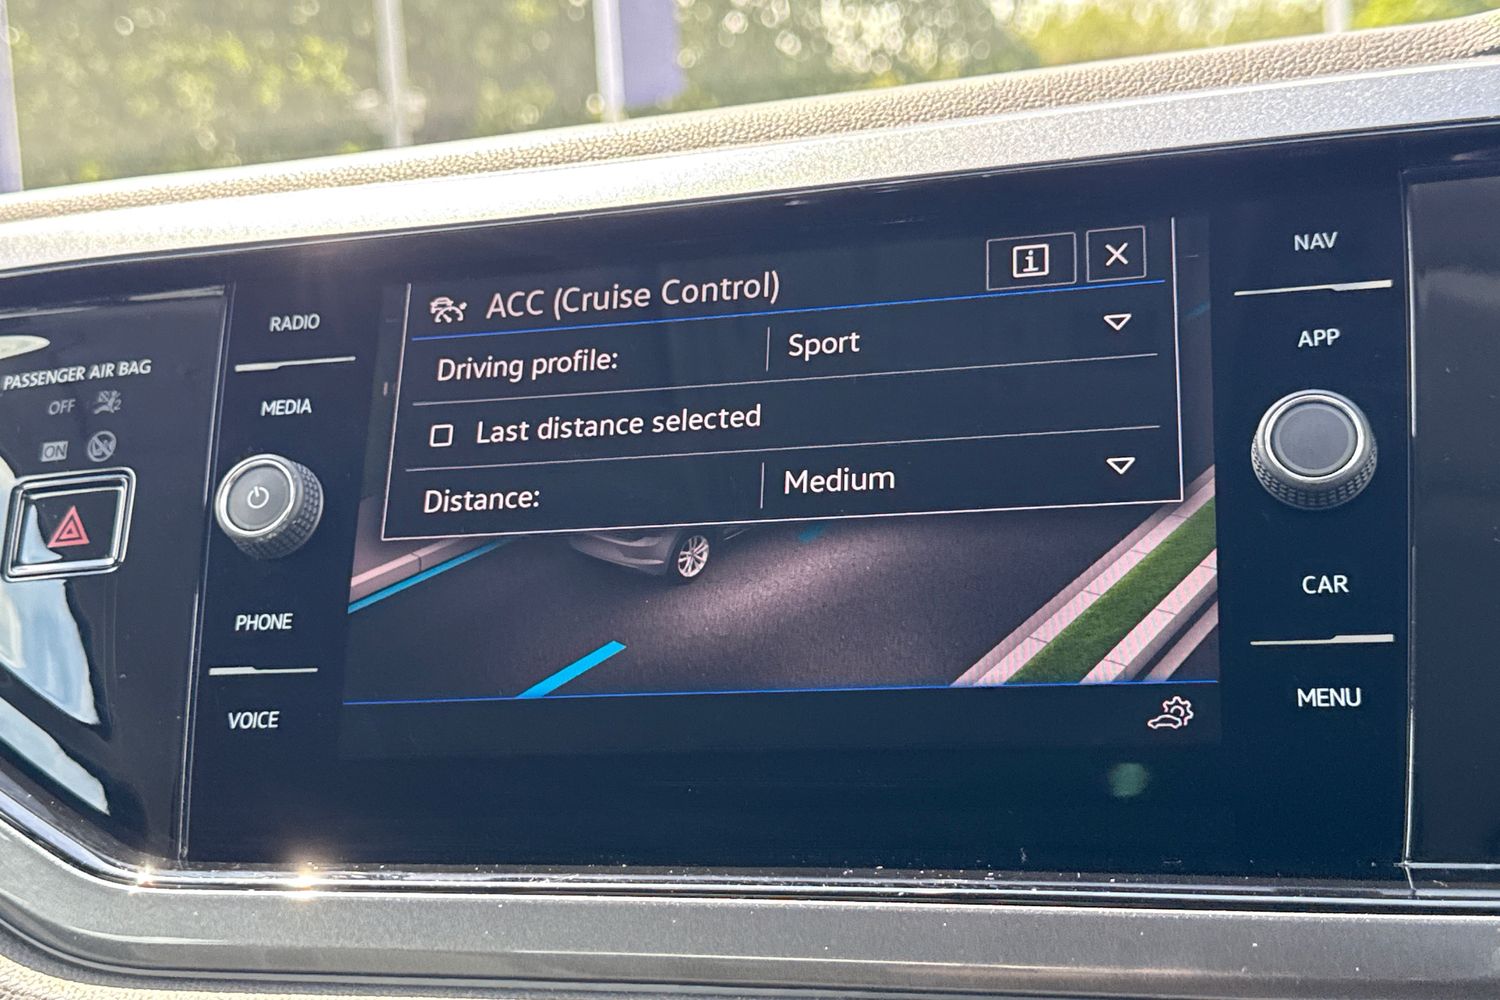 PASSENGER AIR BAG
OFF
ON
RADIO
MEDIA
PHONE
VOICE
ACC (Cruise Control)
Driving profile: Sport
Last distance selected
Distance: Medium
NAV
APP
CAR
MENU